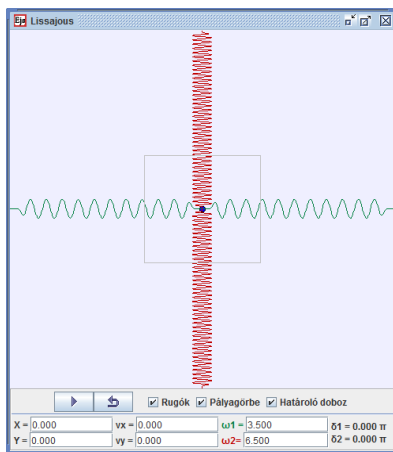 Ejs Lissajous
Rugók Pályagörbe Határoló doboz
X = 0.000 vx = 0.000 ω1 = 3.500 δ1 = 0.000 π
Y = 0.000 vy = 0.000 ω2= 6.500 δ2 = 0.000 π